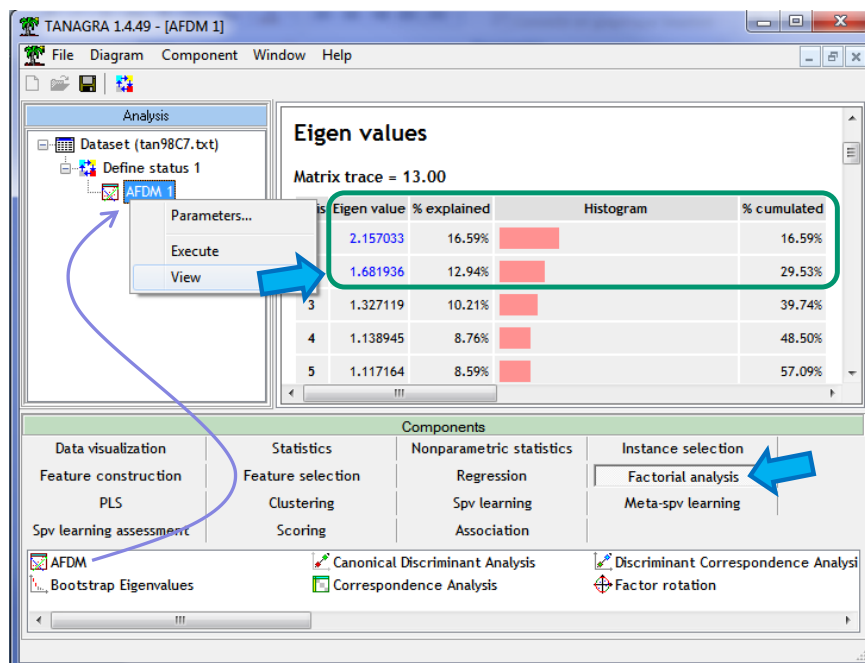 TANAGRA 1.4.49 - [AFDM 1]
File Diagram Component Window Help
Analysis
Dataset (tan98C7.txt)
Define status 1
AFDM 1
Parameters...
Execute
View
Eigen values
Matrix trace = 13.00
is Eigen value % explained Histogram % cumulated
2.157033 16.59% 16.59%
1.681936 12.94% 29.53%
3 1.327119 10.21% 39.74%
4 1.138945 8.76% 48.50%
5 1.117164 8.59% 57.09%
Components
Data visualization Statistics Nonparametric statistics Instance selection
Feature construction Feature selection Regression Factorial analysis
PLS Clustering Spv learning Meta-spv learning
Spv learning assessment Scoring Association
AFDM Canonical Discriminant Analysis Discriminant Correspondence Analysi
Bootstrap Eigenvalues Correspondence Analysis Factor rotation